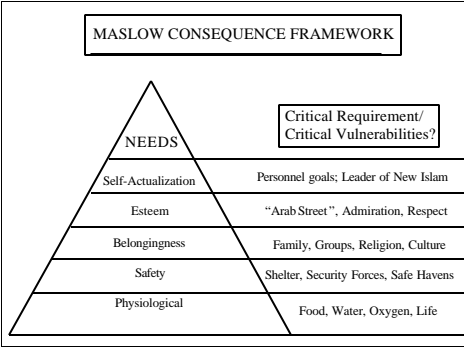 MASLOW CONSEQUENCE FRAMEWORK
Critical Requirement/
Critical Vulnerabilities?
NEEDS
Self-Actualization
Personnel goals; Leader of New Islam
Esteem
“Arab Street”, Admiration, Respect
Belongingness
Family, Groups, Religion, Culture
Safety
Shelter, Security Forces, Safe Havens
Physiological
Food, Water, Oxygen, Life